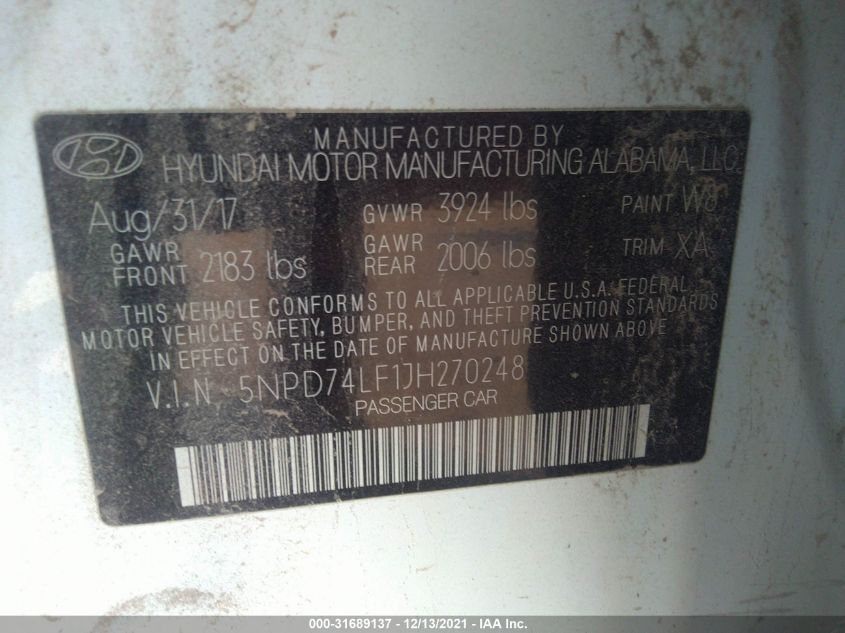 MANUFACTURED BY
HYUNDAI MOTOR MANUFACTURING ALABAMA, LLC
Aug/31/17 GVWR 3924 lbs PAINT W8
GAWR FRONT 2183 lbs GAWR REAR 2006 lbs TRIM XA
THIS VEHICLE CONFORMS TO ALL APPLICABLE U.S.A. FEDERAL
MOTOR VEHICLE SAFETY, BUMPER, AND THEFT PREVENTION STANDARDS
IN EFFECT ON THE DATE OF MANUFACTURE SHOWN ABOVE
V.I.N. 5NPD74LF1JH270248
PASSENGER CAR
000-31689137 - 12/13/2021 - IAA Inc.